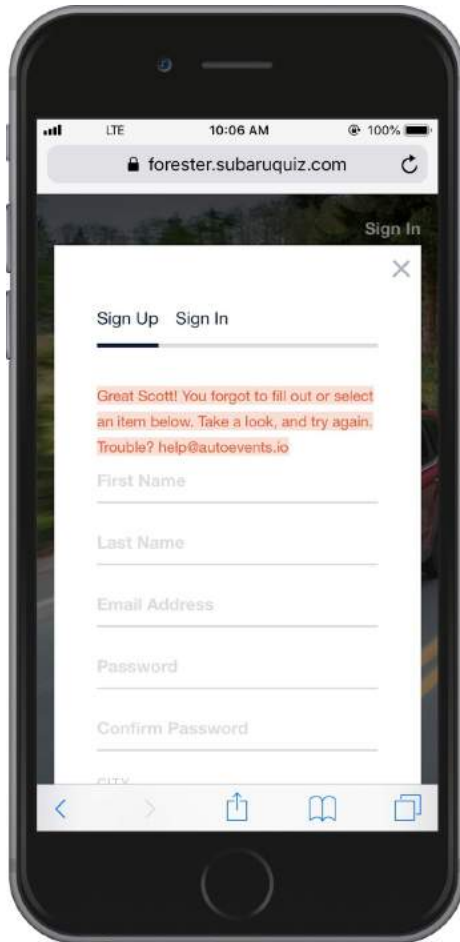 LTE 10:06 AM 100%
forester.subaruquiz.com
Sign In
Sign Up Sign In
Great Scott! You forgot to fill out or select
an item below. Take a look, and try again.
Trouble? help@autoevents.io
First Name
Last Name
Email Address
Password
Confirm Password
CITY